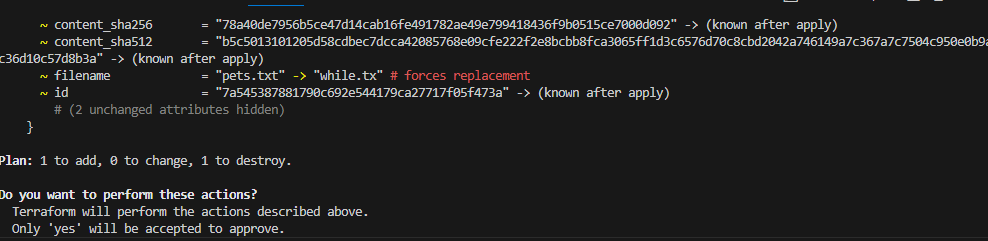 ~ content_sha256       = "78a40de7956b5ce47d14cab16fe491782ae49e799418436f9b0515ce7000d092" -> (known after apply)
~ content_sha512       = "b5c5013101205d58cdbec7dcca42085768e09cfe222f2e8bcbb8fca3065ff1d3c6576d70c8cbd2042a746149a7c367a7c7504c950e0b9a
c36d10c57d8b3a" -> (known after apply)
~ filename             = "pets.txt" -> "while.tx" # forces replacement
~ id                   = "7a545387881790c692e544179ca27717f05f473a" -> (known after apply)
# (2 unchanged attributes hidden)
}
Plan: 1 to add, 0 to change, 1 to destroy.
Do you want to perform these actions?
Terraform will perform the actions described above.
Only 'yes' will be accepted to approve.